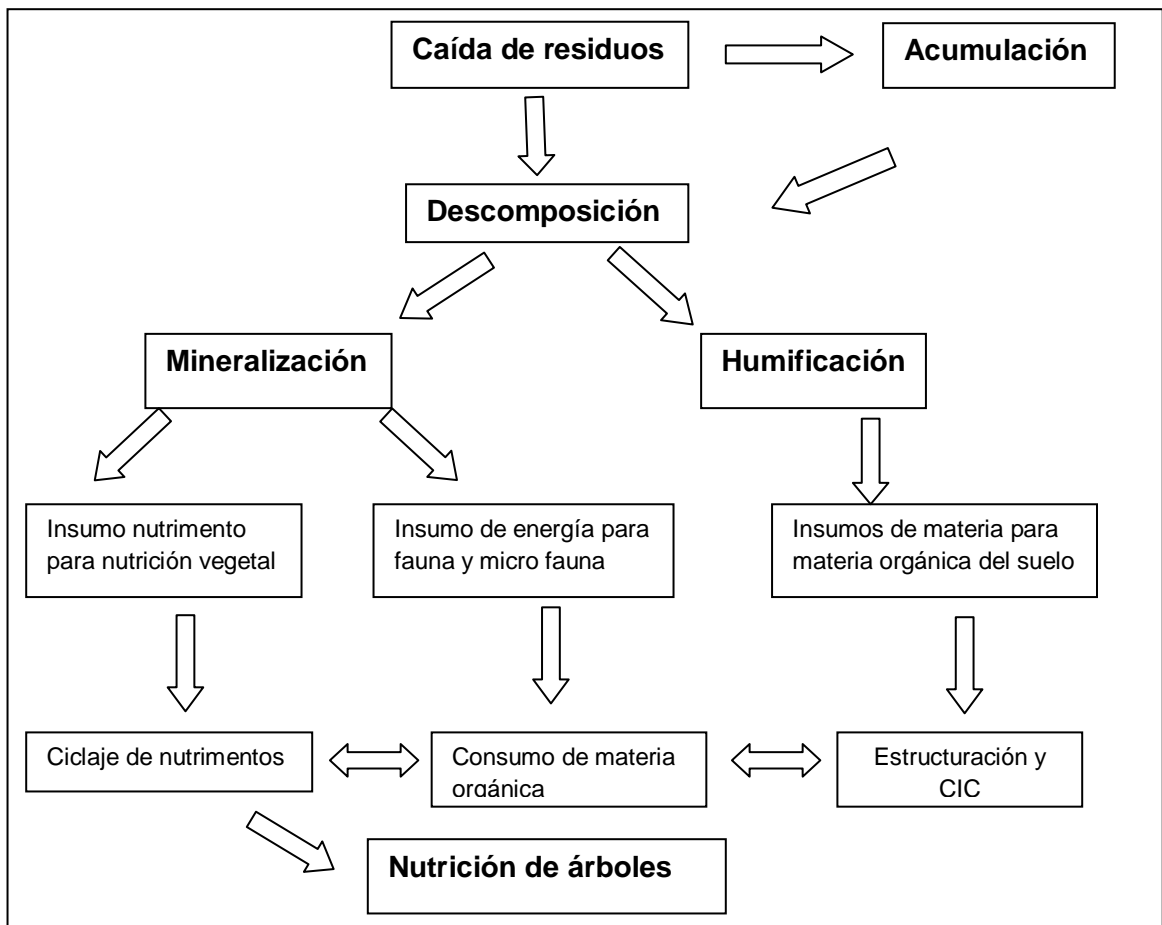 Caída de residuos
Acumulación
Descomposición
Mineralización
Humificación
Insumo nutrimento
para nutrición vegetal
Insumo de energía para
fauna y micro fauna
Insumos de materia para
materia orgánica del suelo
Ciclaje de nutrimentos
Consumo de materia
orgánica
Estructuración y
CIC
Nutrición de árboles